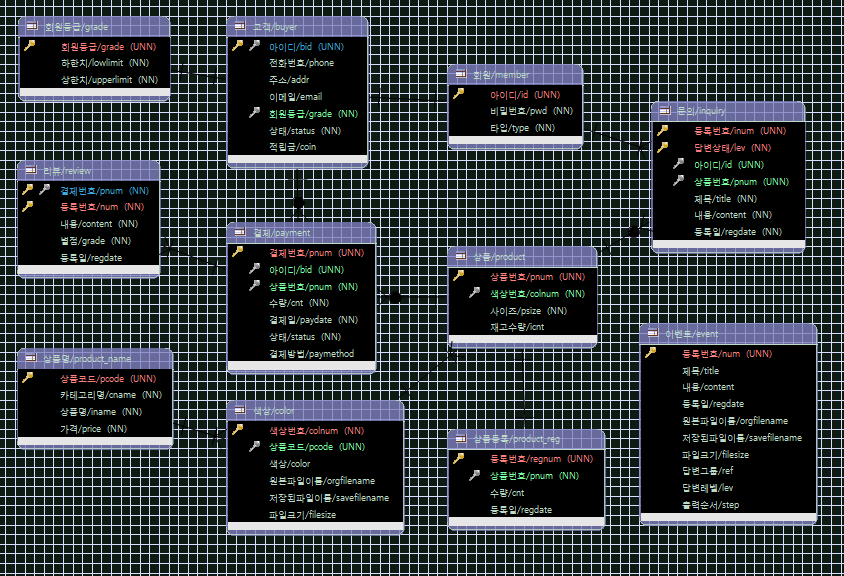 회원등급/grade
회원등급/grade (UNN)
하한치/lowlimit (NN)
상한치/upperlimit (NN)
고객/buyer
아이디/bid (UNN)
전화번호/phone
주소/addr
이메일/email
회원등급/grade (NN)
상태/status (NN)
적립금/coin
회원/member
아이디/id (UNN)
비밀번호/pwd (NN)
타입/type (NN)
문의/inquiry
등록번호/inum (UNN)
답변상태/lev (NN)
아이디/id (UNN)
상품번호/pnum (UNN)
제목/title (NN)
내용/content (NN)
등록일/regdate (NN)
리뷰/review
결제번호/pnum (NN)
등록번호/num (UNN)
내용/content (NN)
별점/grade (NN)
등록일/regdate
결제/payment
결제번호/pnum (UNN)
아이디/bid (UNN)
상품번호/pnum (NN)
수량/cnt (NN)
결제일/paydate (NN)
상태/status (NN)
결제방법/paymethod
상품/product
상품번호/pnum (UNN)
색상번호/colnum (NN)
사이즈/psize (NN)
재고수량/icnt
상품명/product_name
상품코드/pcode (UNN)
카테고리명/cname (NN)
상품명/iname (NN)
가격/price (NN)
색상/color
색상번호/colnum (NN)
상품코드/pcode (UNN)
색상/color
원본파일이름/orgfilename
저장된파일이름/savefilename
파일크기/filesize
상품등록/product_reg
등록번호/regnum (UNN)
상품번호/pnum (NN)
수량/cnt
등록일/regdate
이벤트/event
등록번호/num (UNN)
제목/title
내용/content
등록일/regdate
원본파일이름/orgfilename
저장된파일이름/savefilename
파일크기/filesize
답변그룹/ref
답변레벨/lev
출력순서/step